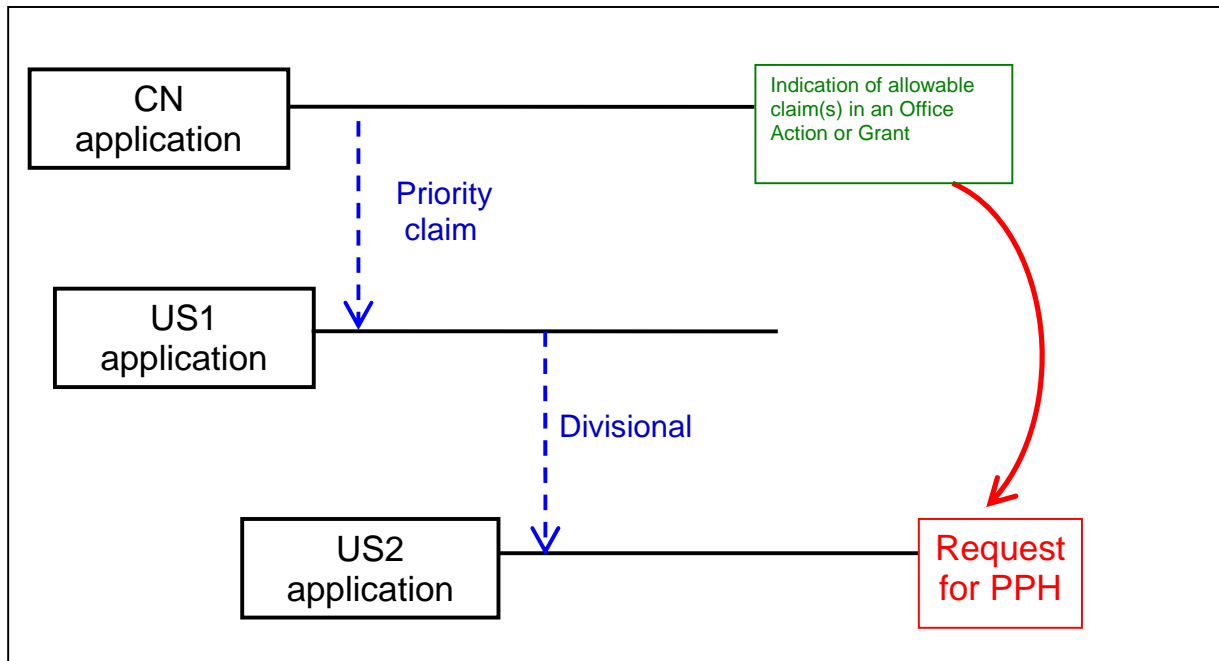 CN
application
Indication of allowable
claim(s) in an Office
Action or Grant
Priority
claim
US1
application
Divisional
US2
application
Request
for PPH